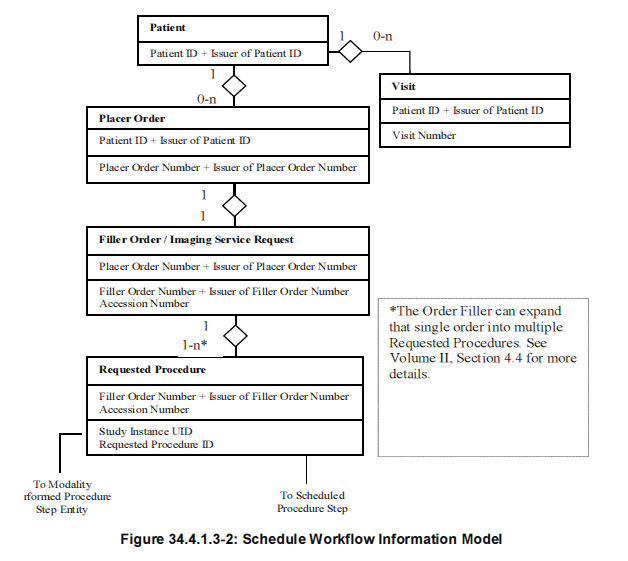 Patient
Patient ID + Issuer of Patient ID
1
0-n
1
0-n
Visit
Patient ID + Issuer of Patient ID
Visit Number
Placer Order
Patient ID + Issuer of Patient ID
Placer Order Number + Issuer of Placer Order Number
1
1
Filler Order / Imaging Service Request
Placer Order Number + Issuer of Placer Order Number
Filler Order Number + Issuer of Filler Order Number
Accession Number
1
1-n*
*The Order Filler can expand
that single order into multiple
Requested Procedures. See
Volume II, Section 4.4 for more
details.
Requested Procedure
Filler Order Number + Issuer of Filler Order Number
Accession Number
Study Instance UID
Requested Procedure ID
To Modality
rformed Procedure
Step Entity
To Scheduled
Procedure Step
Figure 34.4.1.3-2: Schedule Workflow Information Model